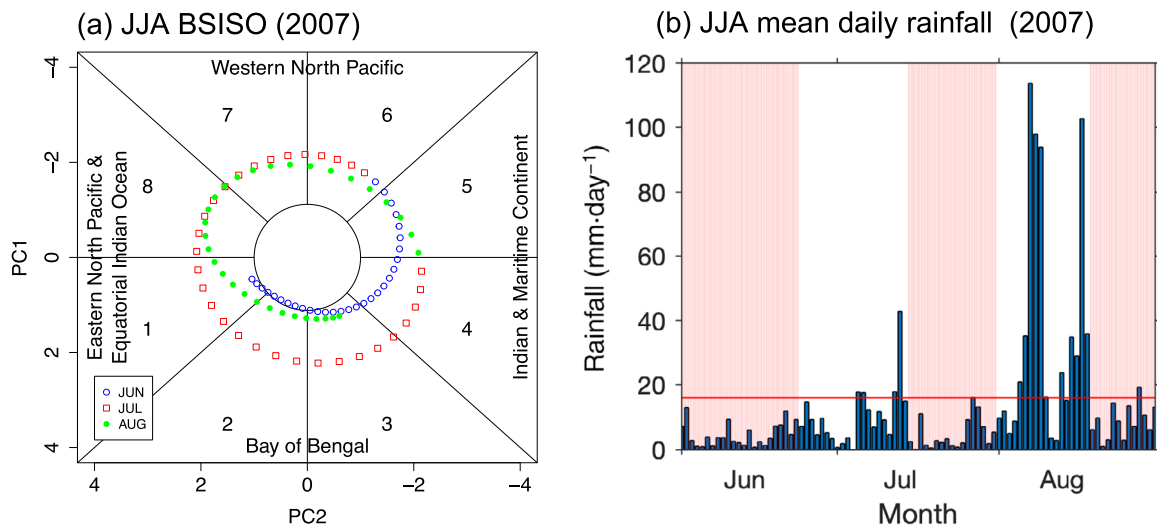 (a) JJA BSISO (2007)
Western North Pacific
7
6
8
5
1
4
2
3
Eastern North Pacific &
Equatorial Indian Ocean
Indian & Maritime Continent
Bay of Bengal
JUN
JUL
AUG
PC1
−4
−2
0
2
4
4
2
0
−2
−4
PC2
(b) JJA mean daily rainfall (2007)
Rainfall (mm·day⁻¹)
120
100
80
60
40
20
0
Jun
Jul
Aug
Month